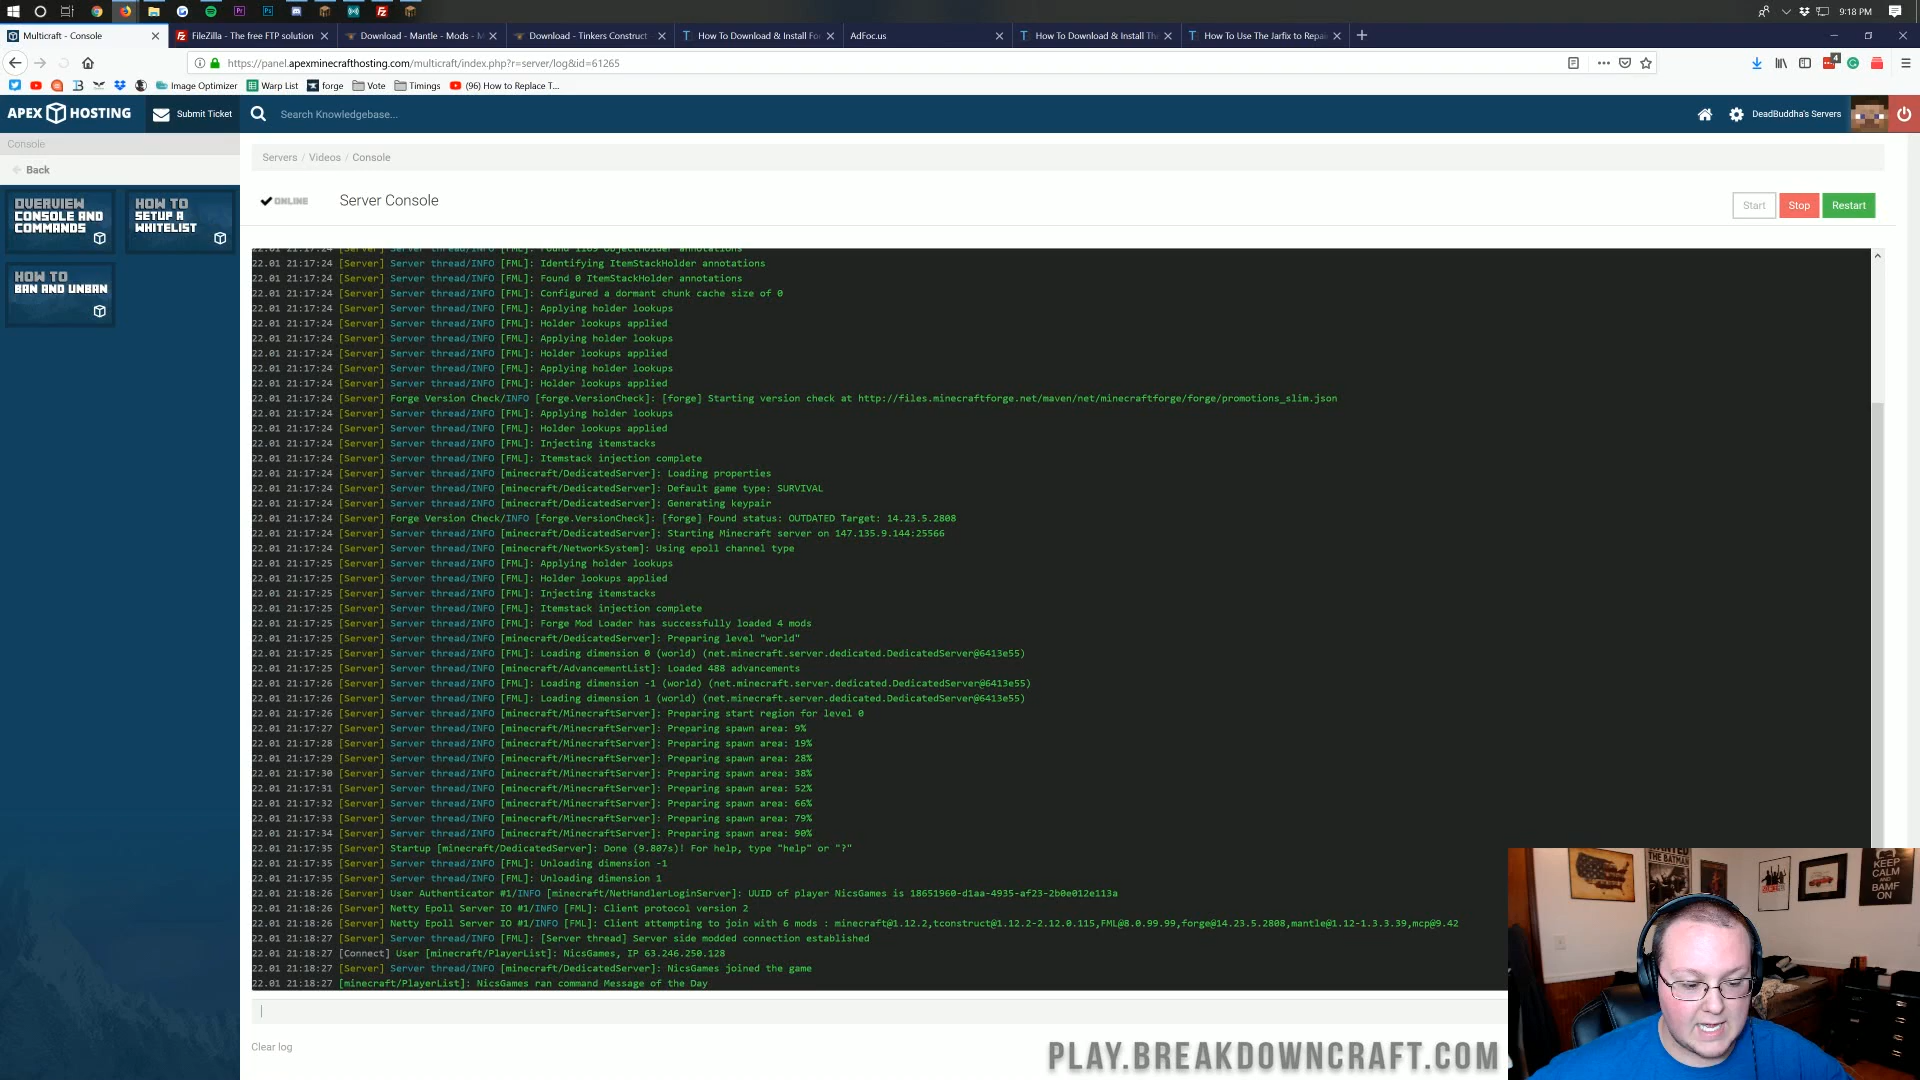 9:18 PM
Multicraft - Console
FileZilla - The free FTP solution
Download - Mantle - Mods - M
Download - Tinkers Construct
How To Download & Install Fo
AdFoc.us
How To Download & Install Th
How To Use The Jarfix to Repai
https://panel.apexminecrafthosting.com/multicraft/index.php?r=server/log&id=61265
Image Optimizer
Warp List
forge
Vote
Timings
(96) How to Replace T...
APEX HOSTING
Submit Ticket
Search Knowledgebase...
DeadBuddha's Servers
Console
Back
Servers / Videos / Console
OVERVIEW
CONSOLE AND
COMMANDS
HOW TO
SETUP A
WHITELIST
HOW TO
BAN AND UNBAN
ONLINE
Server Console
Start
Stop
Restart
22.01 21:17:24 [Server] Server thread/INFO [FML]: Found 1169 ObjectHolder annotations
22.01 21:17:24 [Server] Server thread/INFO [FML]: Identifying ItemStackHolder annotations
22.01 21:17:24 [Server] Server thread/INFO [FML]: Found 0 ItemStackHolder annotations
22.01 21:17:24 [Server] Server thread/INFO [FML]: Configured a dormant chunk cache size of 0
22.01 21:17:24 [Server] Server thread/INFO [FML]: Applying holder lookups
22.01 21:17:24 [Server] Server thread/INFO [FML]: Holder lookups applied
22.01 21:17:24 [Server] Server thread/INFO [FML]: Applying holder lookups
22.01 21:17:24 [Server] Server thread/INFO [FML]: Holder lookups applied
22.01 21:17:24 [Server] Server thread/INFO [FML]: Applying holder lookups
22.01 21:17:24 [Server] Server thread/INFO [FML]: Holder lookups applied
22.01 21:17:24 [Server] Forge Version Check/INFO [forge.VersionCheck]: [forge] Starting version check at http://files.minecraftforge.net/maven/net/minecraftforge/forge/promotions_slim.json
22.01 21:17:24 [Server] Server thread/INFO [FML]: Applying holder lookups
22.01 21:17:24 [Server] Server thread/INFO [FML]: Holder lookups applied
22.01 21:17:24 [Server] Server thread/INFO [FML]: Injecting itemstacks
22.01 21:17:24 [Server] Server thread/INFO [FML]: Itemstack injection complete
22.01 21:17:24 [Server] Server thread/INFO [minecraft/DedicatedServer]: Loading properties
22.01 21:17:24 [Server] Server thread/INFO [minecraft/DedicatedServer]: Default game type: SURVIVAL
22.01 21:17:24 [Server] Server thread/INFO [minecraft/DedicatedServer]: Generating keypair
22.01 21:17:24 [Server] Forge Version Check/INFO [forge.VersionCheck]: [forge] Found status: OUTDATED Target: 14.23.5.2808
22.01 21:17:24 [Server] Server thread/INFO [minecraft/DedicatedServer]: Starting Minecraft server on 147.135.9.144:25566
22.01 21:17:24 [Server] Server thread/INFO [minecraft/NetworkSystem]: Using epoll channel type
22.01 21:17:25 [Server] Server thread/INFO [FML]: Applying holder lookups
22.01 21:17:25 [Server] Server thread/INFO [FML]: Holder lookups applied
22.01 21:17:25 [Server] Server thread/INFO [FML]: Injecting itemstacks
22.01 21:17:25 [Server] Server thread/INFO [FML]: Itemstack injection complete
22.01 21:17:25 [Server] Server thread/INFO [FML]: Forge Mod Loader has successfully loaded 4 mods
22.01 21:17:25 [Server] Server thread/INFO [minecraft/DedicatedServer]: Preparing level "world"
22.01 21:17:25 [Server] Server thread/INFO [FML]: Loading dimension 0 (world) (net.minecraft.server.dedicated.DedicatedServer@6413e55)
22.01 21:17:25 [Server] Server thread/INFO [minecraft/AdvancementList]: Loaded 488 advancements
22.01 21:17:26 [Server] Server thread/INFO [FML]: Loading dimension -1 (world) (net.minecraft.server.dedicated.DedicatedServer@6413e55)
22.01 21:17:26 [Server] Server thread/INFO [FML]: Loading dimension 1 (world) (net.minecraft.server.dedicated.DedicatedServer@6413e55)
22.01 21:17:26 [Server] Server thread/INFO [minecraft/MinecraftServer]: Preparing start region for level 0
22.01 21:17:27 [Server] Server thread/INFO [minecraft/MinecraftServer]: Preparing spawn area: 9%
22.01 21:17:28 [Server] Server thread/INFO [minecraft/MinecraftServer]: Preparing spawn area: 19%
22.01 21:17:29 [Server] Server thread/INFO [minecraft/MinecraftServer]: Preparing spawn area: 28%
22.01 21:17:30 [Server] Server thread/INFO [minecraft/MinecraftServer]: Preparing spawn area: 38%
22.01 21:17:31 [Server] Server thread/INFO [minecraft/MinecraftServer]: Preparing spawn area: 52%
22.01 21:17:32 [Server] Server thread/INFO [minecraft/MinecraftServer]: Preparing spawn area: 66%
22.01 21:17:33 [Server] Server thread/INFO [minecraft/MinecraftServer]: Preparing spawn area: 79%
22.01 21:17:34 [Server] Server thread/INFO [minecraft/MinecraftServer]: Preparing spawn area: 90%
22.01 21:17:35 [Server] Startup [minecraft/DedicatedServer]: Done (9.807s)! For help, type "help" or "?"
22.01 21:17:35 [Server] Server thread/INFO [FML]: Unloading dimension -1
22.01 21:17:35 [Server] Server thread/INFO [FML]: Unloading dimension 1
22.01 21:18:26 [Server] User Authenticator #1/INFO [minecraft/NetHandlerLoginServer]: UUID of player NicsGames is 18651960-d1aa-4935-af23-2b0e012e113a
22.01 21:18:26 [Server] Netty Epoll Server IO #1/INFO [FML]: Client protocol version 2
22.01 21:18:26 [Server] Netty Epoll Server IO #1/INFO [FML]: Client attempting to join with 6 mods : minecraft@1.12.2,tconstruct@1.12.2-2.12.0.115,FML@8.0.99.99,forge@14.23.5.2808,mantle@1.12-1.3.3.39,mcp@9.42
22.01 21:18:27 [Server] Server thread/INFO [FML]: [Server thread] Server side modded connection established
22.01 21:18:27 [Connect] User [minecraft/PlayerList]: NicsGames, IP 63.246.250.128
22.01 21:18:27 [Server] Server thread/INFO [minecraft/DedicatedServer]: NicsGames joined the game
22.01 21:18:27 [minecraft/PlayerList]: NicsGames ran command Message of the Day
Clear log
PLAY.BREAKDOWNCRAFT.COM
THE BATMAN
KEEP
CALM
AND
BAMF
ON